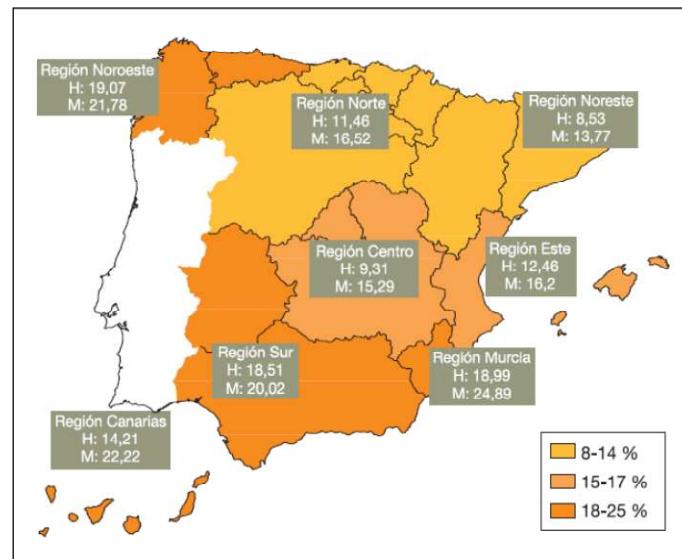 Región Noroeste
H: 19,07
M: 21,78
Región Norte
H: 11,46
M: 16,52
Región Noreste
H: 8,53
M: 13,77
Región Centro
H: 9,31
M: 15,29
Región Este
H: 12,46
M: 16,2
Región Sur
H: 18,51
M: 20,02
Región Murcia
H: 18,99
M: 24,89
Región Canarias
H: 14,21
M: 22,22
8-14 %
15-17 %
18-25 %